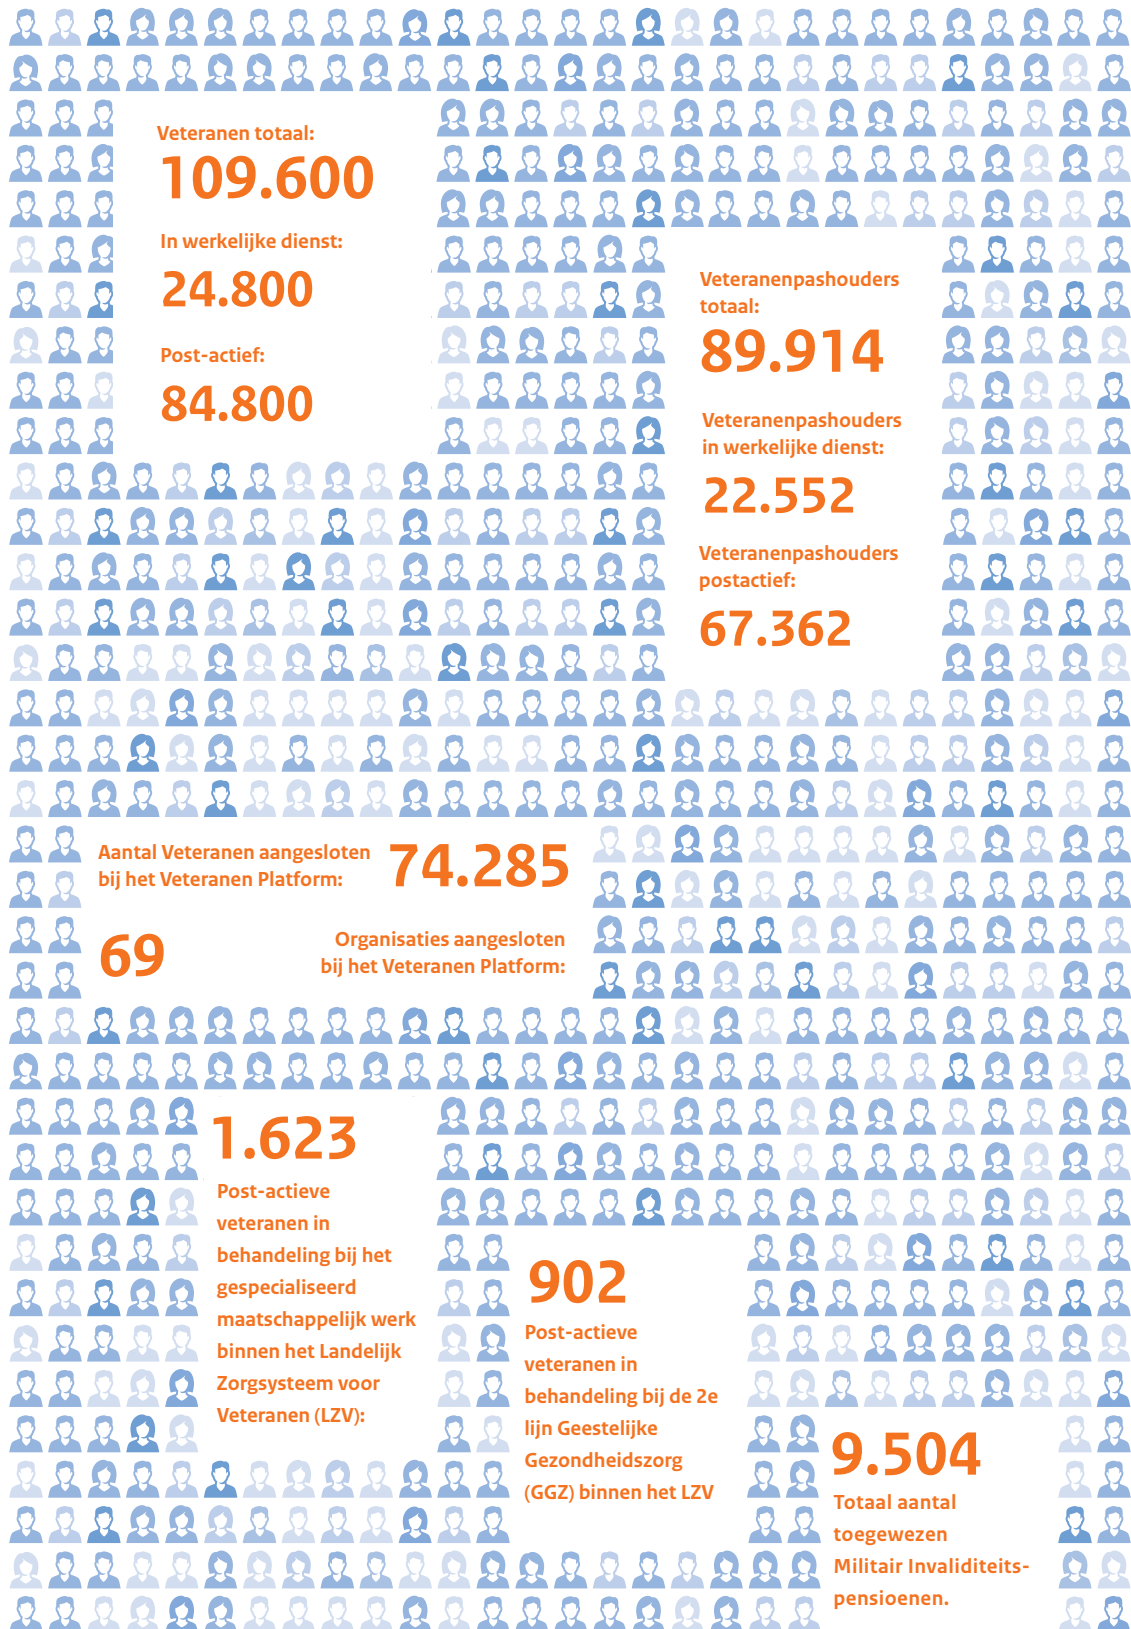 Veteranen totaal:
109.600
In werkelijke dienst:
24.800
Post-actief:
84.800
Veteranenpashouders
totaal:
89.914
Veteranenpashouders
in werkelijke dienst:
22.552
Veteranenpashouders
postactief:
67.362
Aantal Veteranen aangesloten
bij het Veteranen Platform:
74.285
69
Organisaties aangesloten
bij het Veteranen Platform:
1.623
Post-actieve
veteranen in
behandeling bij het
gespecialiseerd
maatschappelijk werk
binnen het Landelijk
Zorgsysteem voor
Veteranen (LZV):
902
Post-actieve
veteranen in
behandeling bij de 2e
lijn Geestelijke
Gezondheidszorg
(GGZ) binnen het LZV
9.504
Totaal aantal
toegewezen
Militair Invaliditeits-
pensioenen.